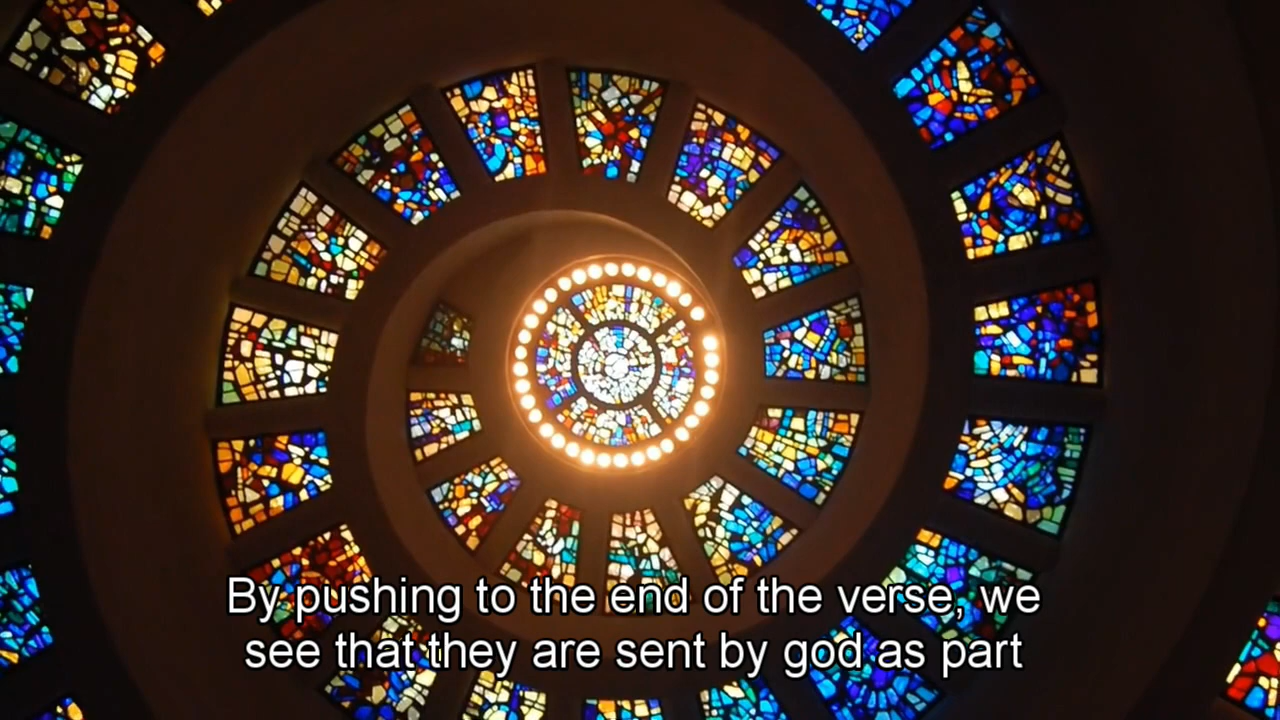 By pushing to the end of the verse, we
see that they are sent by god as part